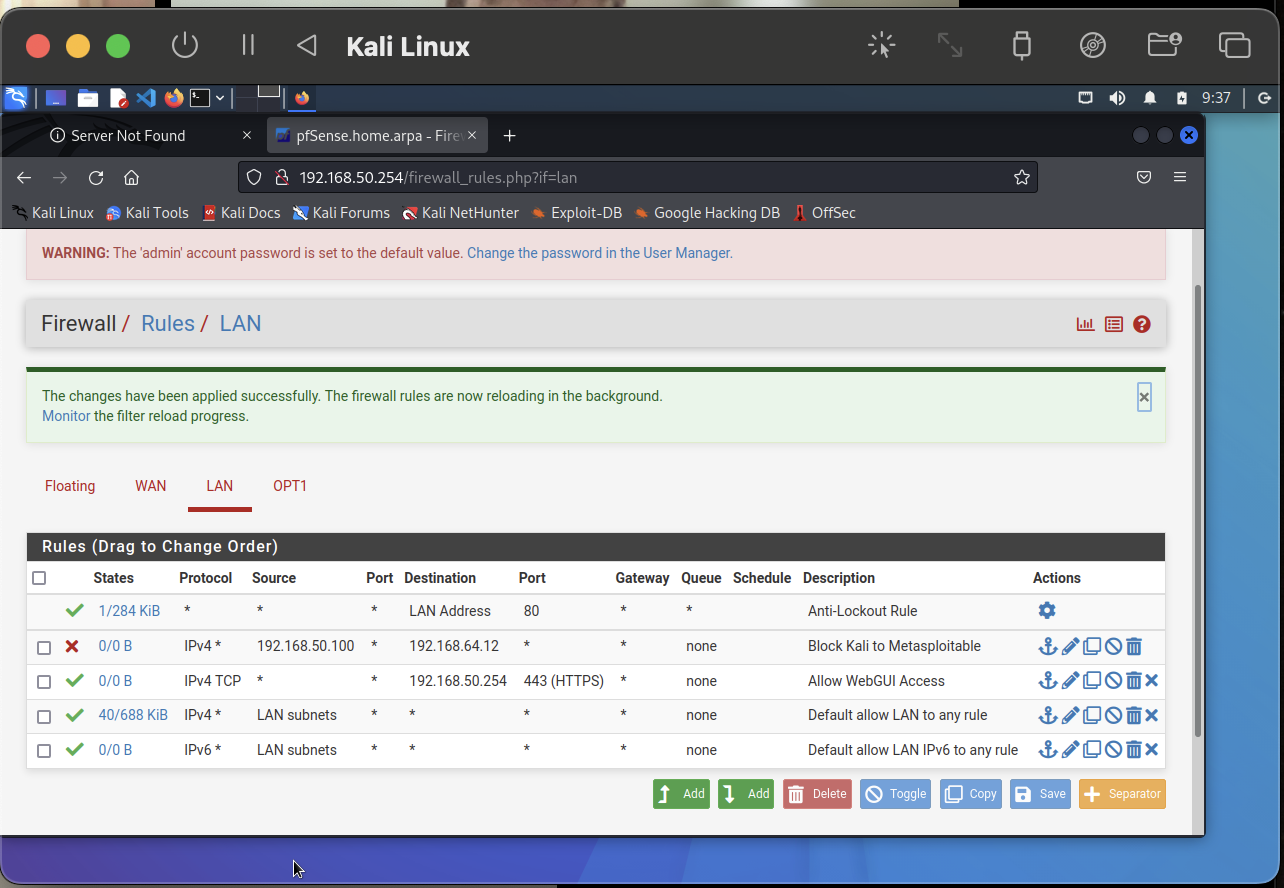 Kali Linux
9:37
Server Not Found
pfSense.home.arpa - Fire
192.168.50.254/firewall_rules.php?if=lan
Kali Linux Kali Tools Kali Docs Kali Forums Kali NetHunter Exploit-DB Google Hacking DB OffSec
WARNING: The 'admin' account password is set to the default value. Change the password in the User Manager.
Firewall / Rules / LAN
The changes have been applied successfully. The firewall rules are now reloading in the background.
Monitor the filter reload progress.
Floating WAN LAN OPT1
Rules (Drag to Change Order)
States Protocol Source Port Destination Port Gateway Queue Schedule Description Actions
1/284 KiB * * * LAN Address 80 * * Anti-Lockout Rule
0/0 B IPv4 * 192.168.50.100 * 192.168.64.12 * * none Block Kali to Metasploitable
0/0 B IPv4 TCP * * 192.168.50.254 443 (HTTPS) * none Allow WebGUI Access
40/688 KiB IPv4 * LAN subnets * * * * none Default allow LAN to any rule
0/0 B IPv6 * LAN subnets * * * * none Default allow LAN IPv6 to any rule
Add Add Delete Toggle Copy Save Separator